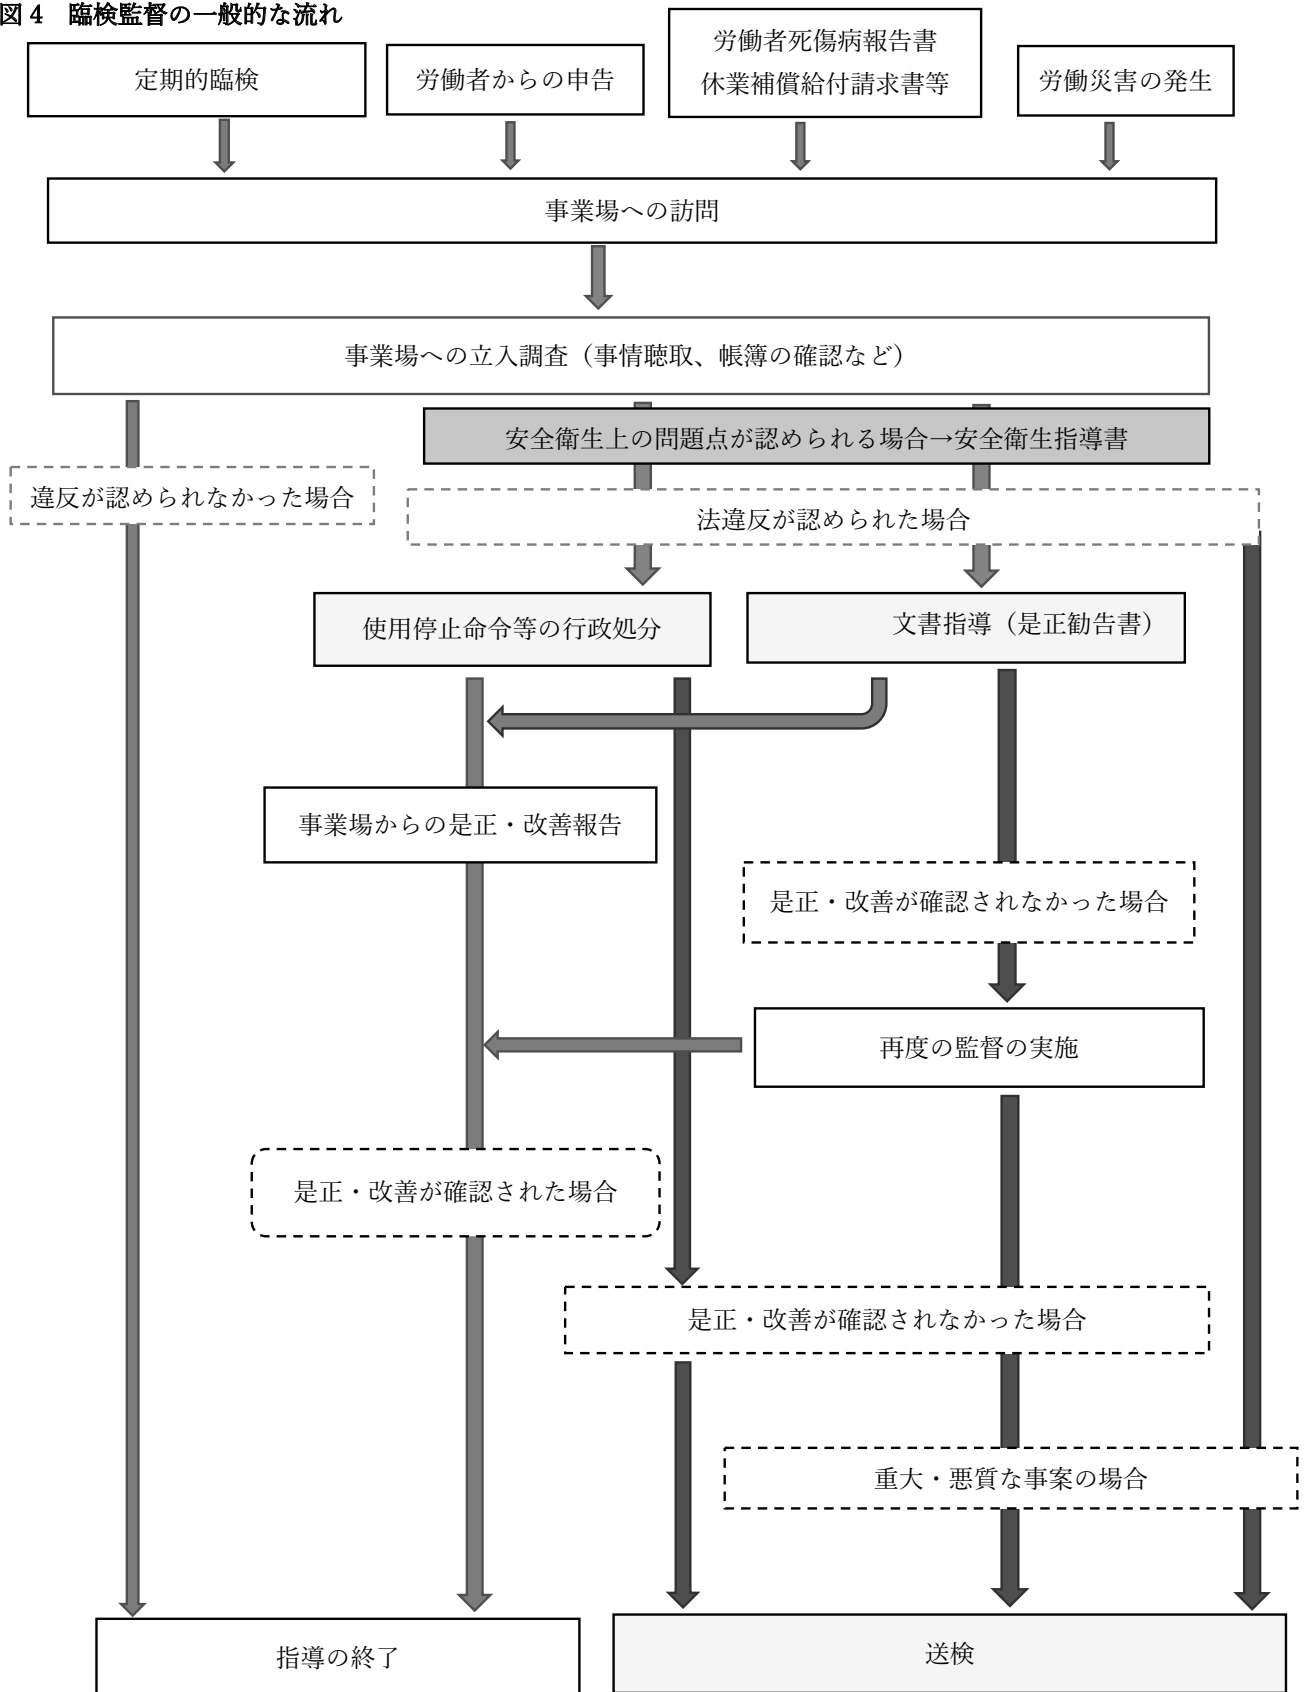 図4　臨検監督の一般的な流れ
定期的臨検
労働者からの申告
労働者死傷病報告書
休業補償給付請求書等
労働災害の発生
事業場への訪問
事業場への立入調査（事情聴取、帳簿の確認など）
安全衛生上の問題点が認められる場合→安全衛生指導書
違反が認められなかった場合
法違反が認められた場合
使用停止命令等の行政処分
文書指導（是正勧告書）
事業場からの是正・改善報告
是正・改善が確認されなかった場合
再度の監督の実施
是正・改善が確認された場合
是正・改善が確認されなかった場合
重大・悪質な事案の場合
指導の終了
送検